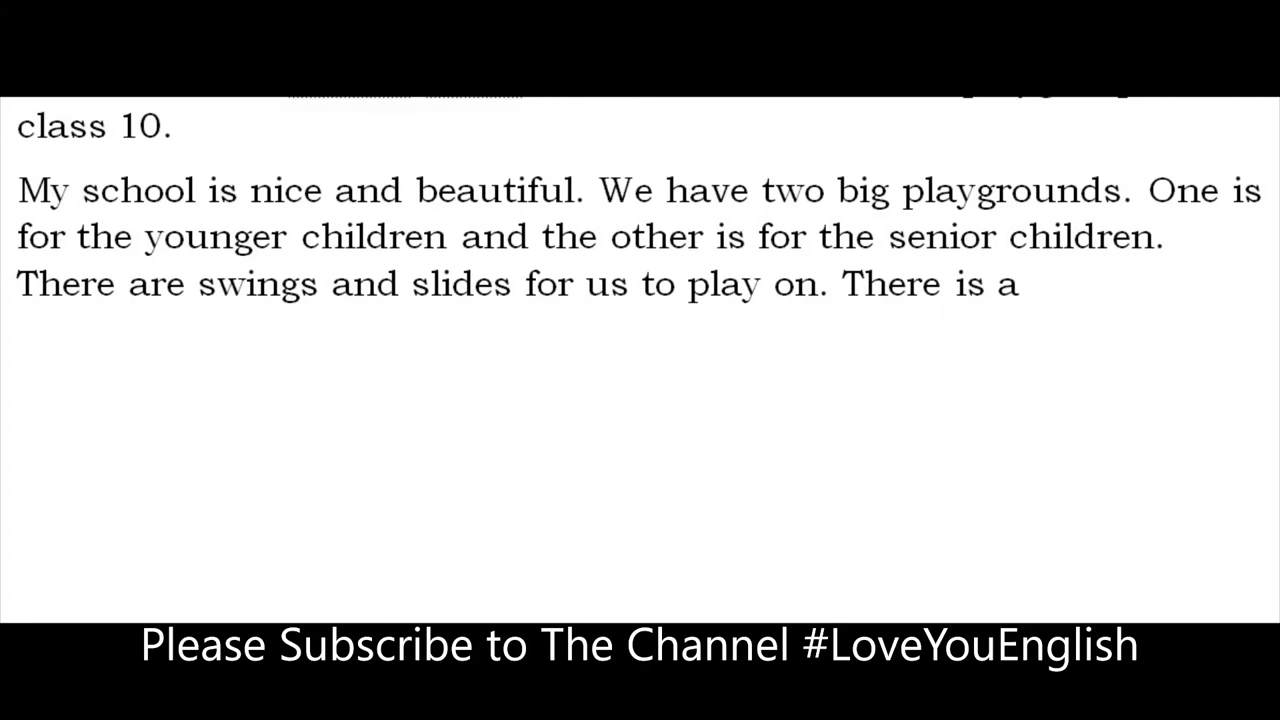 class 10.
My school is nice and beautiful. We have two big playgrounds. One is
for the younger children and the other is for the senior children.
There are swings and slides for us to play on. There is a
Please Subscribe to The Channel #LoveYouEnglish